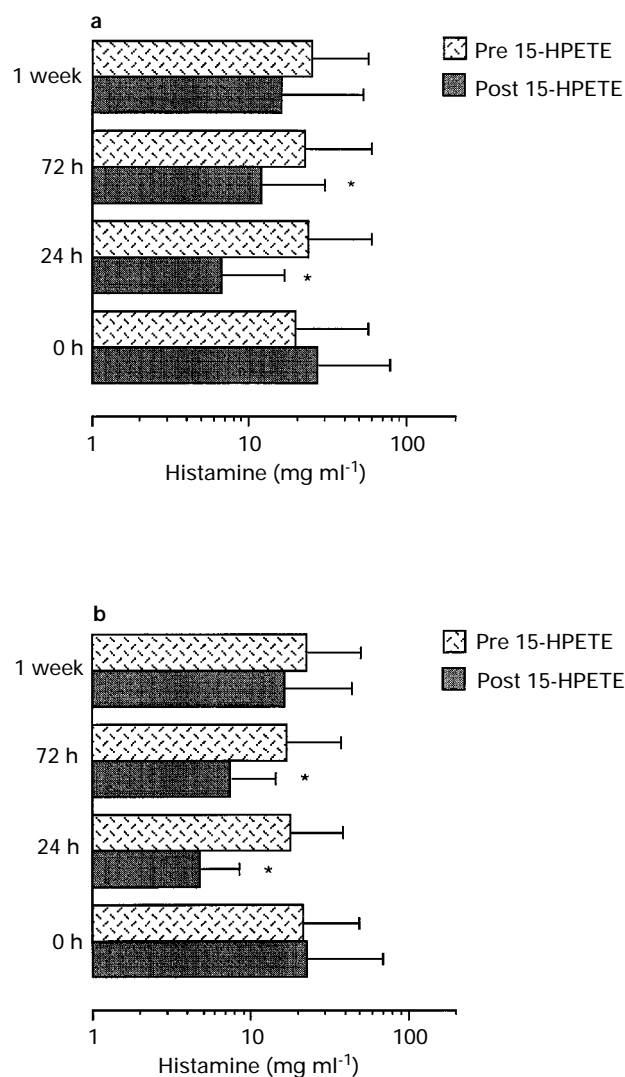 a
Pre 15-HPETE
Post 15-HPETE
1 week
72 h
*
24 h
*
0 h
1 10 100
Histamine (mg ml⁻¹)
b
Pre 15-HPETE
Post 15-HPETE
1 week
72 h
*
24 h
*
0 h
1 10 100
Histamine (mg ml⁻¹)